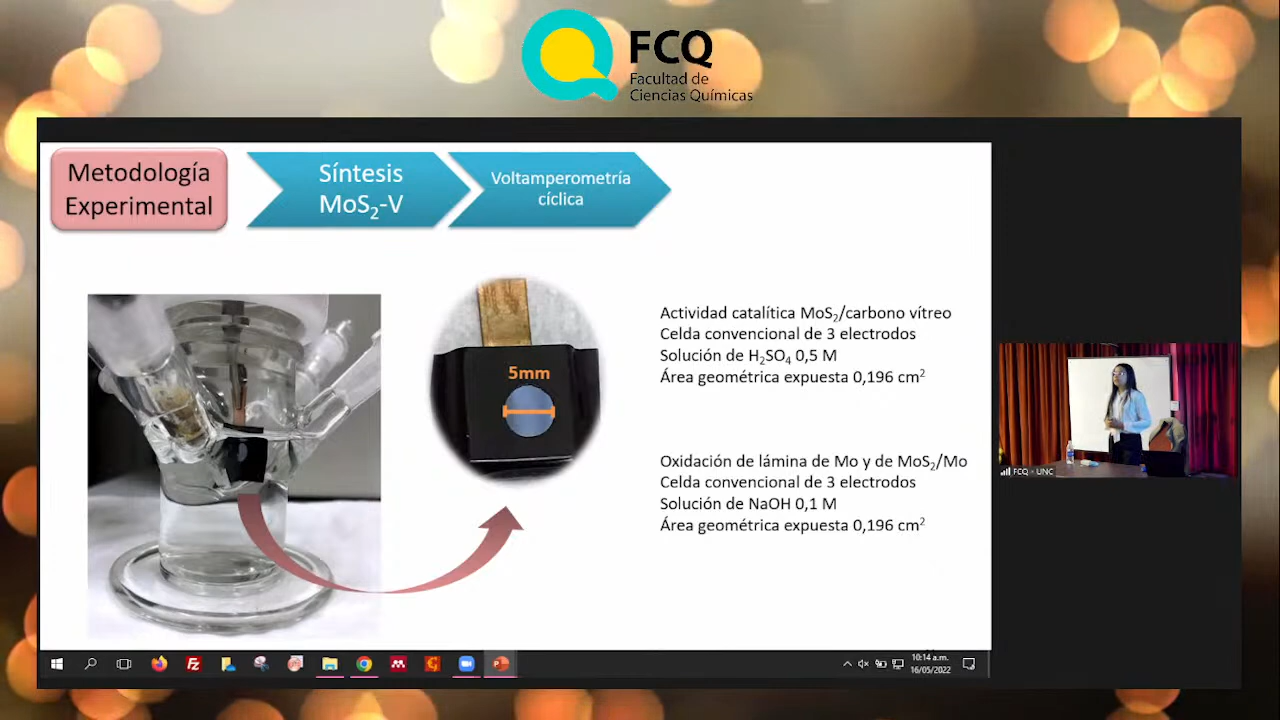 FCQ
Facultad de
Ciencias Químicas
Metodología
Experimental
Síntesis
MoS₂-V
Voltamperometría
cíclica
5mm
Actividad catalítica MoS₂/carbono vítreo
Celda convencional de 3 electrodos
Solución de H₂SO₄ 0,5 M
Área geométrica expuesta 0,196 cm²
Oxidación de lámina de Mo y de MoS₂/Mo
Celda convencional de 3 electrodos
Solución de NaOH 0,1 M
Área geométrica expuesta 0,196 cm²
FCQ - UNC
10:14 a.m.
16/05/2022